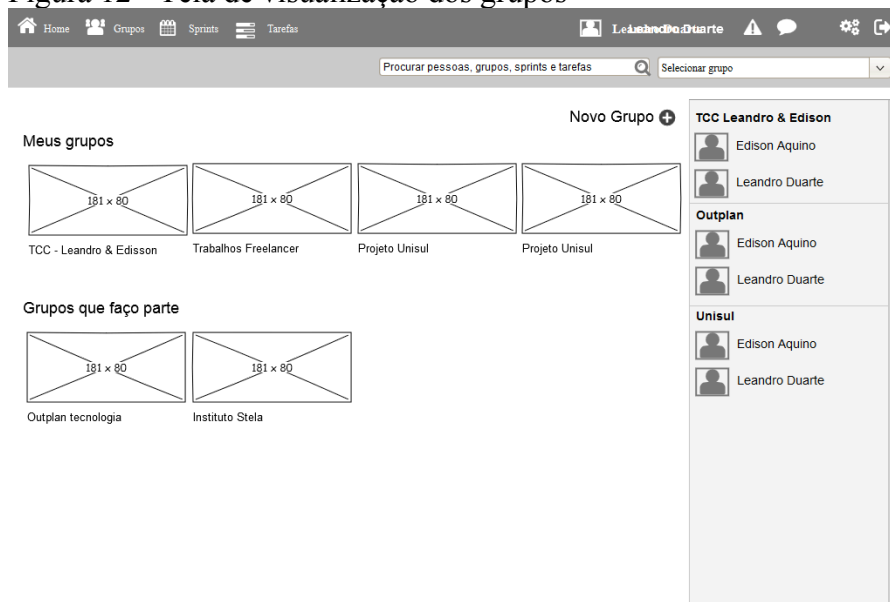 Figura 12 - Tela de visualização dos grupos
Home Grupos Sprints Tarefas Leandro Duarte
Procurar pessoas, grupos, sprints e tarefas Selecionar grupo
Novo Grupo
Meus grupos
181 x 80 181 x 80 181 x 80 181 x 80
TCC - Leandro & Edisson Trabalhos Freelancer Projeto Unisul Projeto Unisul
Grupos que faço parte
181 x 80 181 x 80
Outplan tecnologia Instituto Stela
TCC Leandro & Edison
Edison Aquino
Leandro Duarte
Outplan
Edison Aquino
Leandro Duarte
Unisul
Edison Aquino
Leandro Duarte